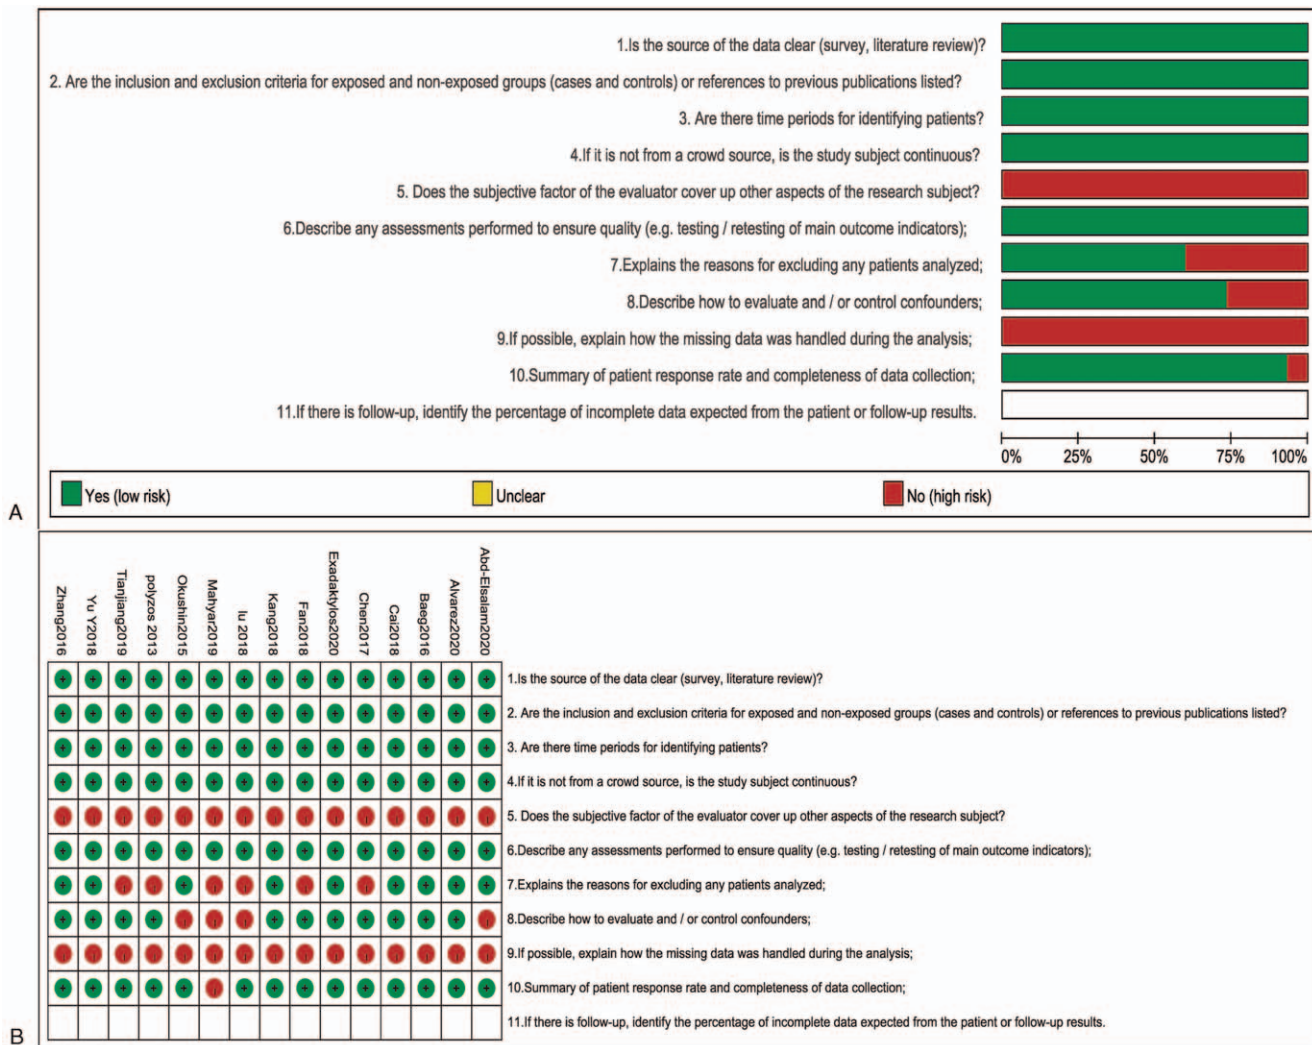 1.Is the source of the data clear (survey, literature review)?
2. Are the inclusion and exclusion criteria for exposed and non-exposed groups (cases and controls) or references to previous publications listed?
3. Are there time periods for identifying patients?
4.If it is not from a crowd source, is the study subject continuous?
5. Does the subjective factor of the evaluator cover up other aspects of the research subject?
6.Describe any assessments performed to ensure quality (e.g. testing / retesting of main outcome indicators);
7.Explains the reasons for excluding any patients analyzed;
8.Describe how to evaluate and / or control confounders;
9.If possible, explain how the missing data was handled during the analysis;
10.Summary of patient response rate and completeness of data collection;
11.If there is follow-up, identify the percentage of incomplete data expected from the patient or follow-up results.
0% 25% 50% 75% 100%
Yes (low risk) Unclear No (high risk)
A
Zhang2016
Yu Y2018
Tianjiang2019
polyzos 2013
Okushin2015
Mahyar2019
lu 2018
Kang2018
Fan2018
Exadaktylos2020
Chen2017
Cai2018
Baeg2016
Alvarez2020
Abd-Elsalam2020
1.Is the source of the data clear (survey, literature review)?
2. Are the inclusion and exclusion criteria for exposed and non-exposed groups (cases and controls) or references to previous publications listed?
3. Are there time periods for identifying patients?
4.If it is not from a crowd source, is the study subject continuous?
5. Does the subjective factor of the evaluator cover up other aspects of the research subject?
6.Describe any assessments performed to ensure quality (e.g. testing / retesting of main outcome indicators);
7.Explains the reasons for excluding any patients analyzed;
8.Describe how to evaluate and / or control confounders;
9.If possible, explain how the missing data was handled during the analysis;
10.Summary of patient response rate and completeness of data collection;
11.If there is follow-up, identify the percentage of incomplete data expected from the patient or follow-up results.
B